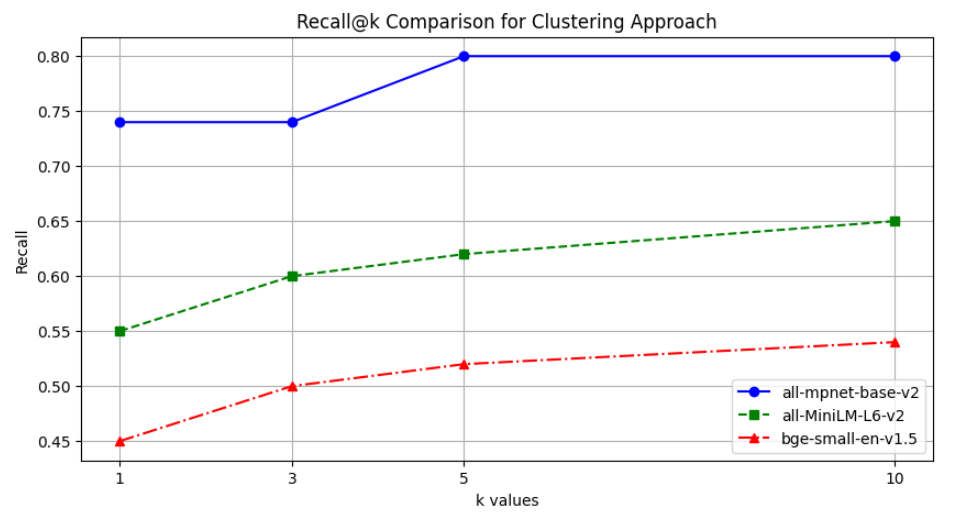 Recall@k Comparison for Clustering Approach
0.80
0.75
0.70
0.65
0.60
0.55
0.50
0.45
Recall
1 3 5 10
k values
all-mpnet-base-v2
all-MiniLM-L6-v2
bge-small-en-v1.5